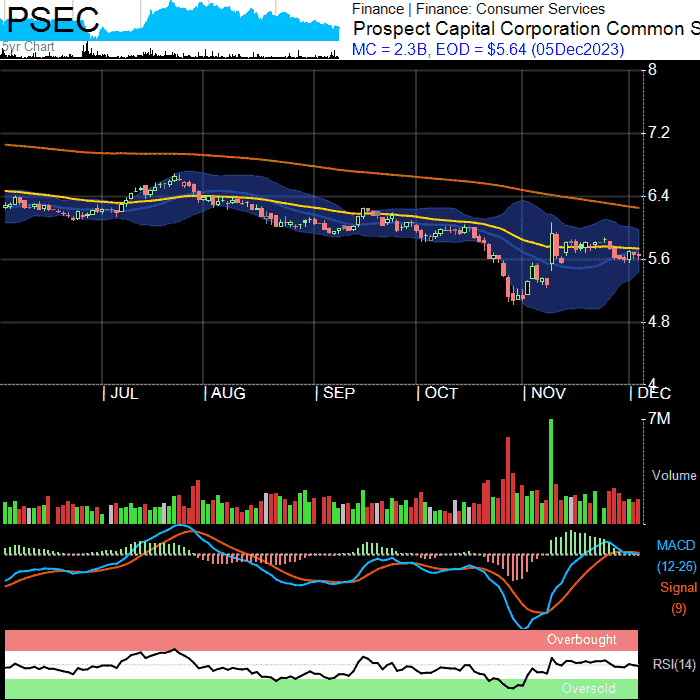 PSEC
5yr Chart
Finance | Finance: Consumer Services
Prospect Capital Corporation Common S
MC = 2.3B, EOD = $5.64 (05Dec2023)
8
7.2
6.4
5.6
4.8
4
JUL AUG SEP OCT NOV DEC
7M
Volume
MACD
(12-26)
Signal
(9)
Overbought
RSI(14)
Oversold